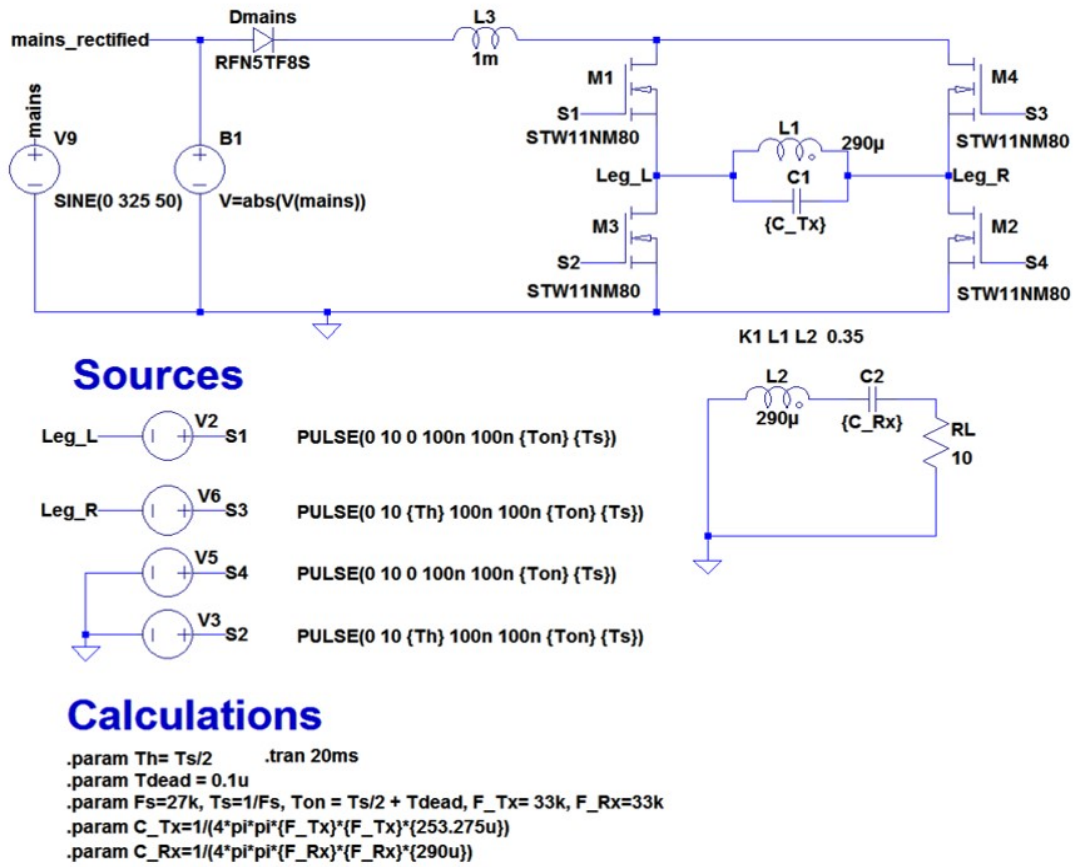 Dmains
L3
mains_rectified
RFN5TF8S
1m
M1
M4
mains
S1
S3
V9
B1
L1
STW11NM80
290µ
STW11NM80
C1
Leg_L
Leg_R
SINE(0 325 50)
V=abs(V(mains))
{C_Tx}
M3
M2
S2
S4
STW11NM80
STW11NM80
K1 L1 L2 0.35
Sources
L2
C2
290µ
{C_Rx}
RL
10
Leg_L
V2
S1
PULSE(0 10 0 100n 100n {Ton} {Ts})
Leg_R
V6
S3
PULSE(0 10 {Th} 100n 100n {Ton} {Ts})
V5
S4
PULSE(0 10 0 100n 100n {Ton} {Ts})
V3
S2
PULSE(0 10 {Th} 100n 100n {Ton} {Ts})
Calculations
.param Th= Ts/2 .tran 20ms
.param Tdead = 0.1u
.param Fs=27k, Ts=1/Fs, Ton = Ts/2 + Tdead, F_Tx= 33k, F_Rx=33k
.param C_Tx=1/(4*pi*pi*{F_Tx}*{F_Tx}*{253.275u})
.param C_Rx=1/(4*pi*pi*{F_Rx}*{F_Rx}*{290u})